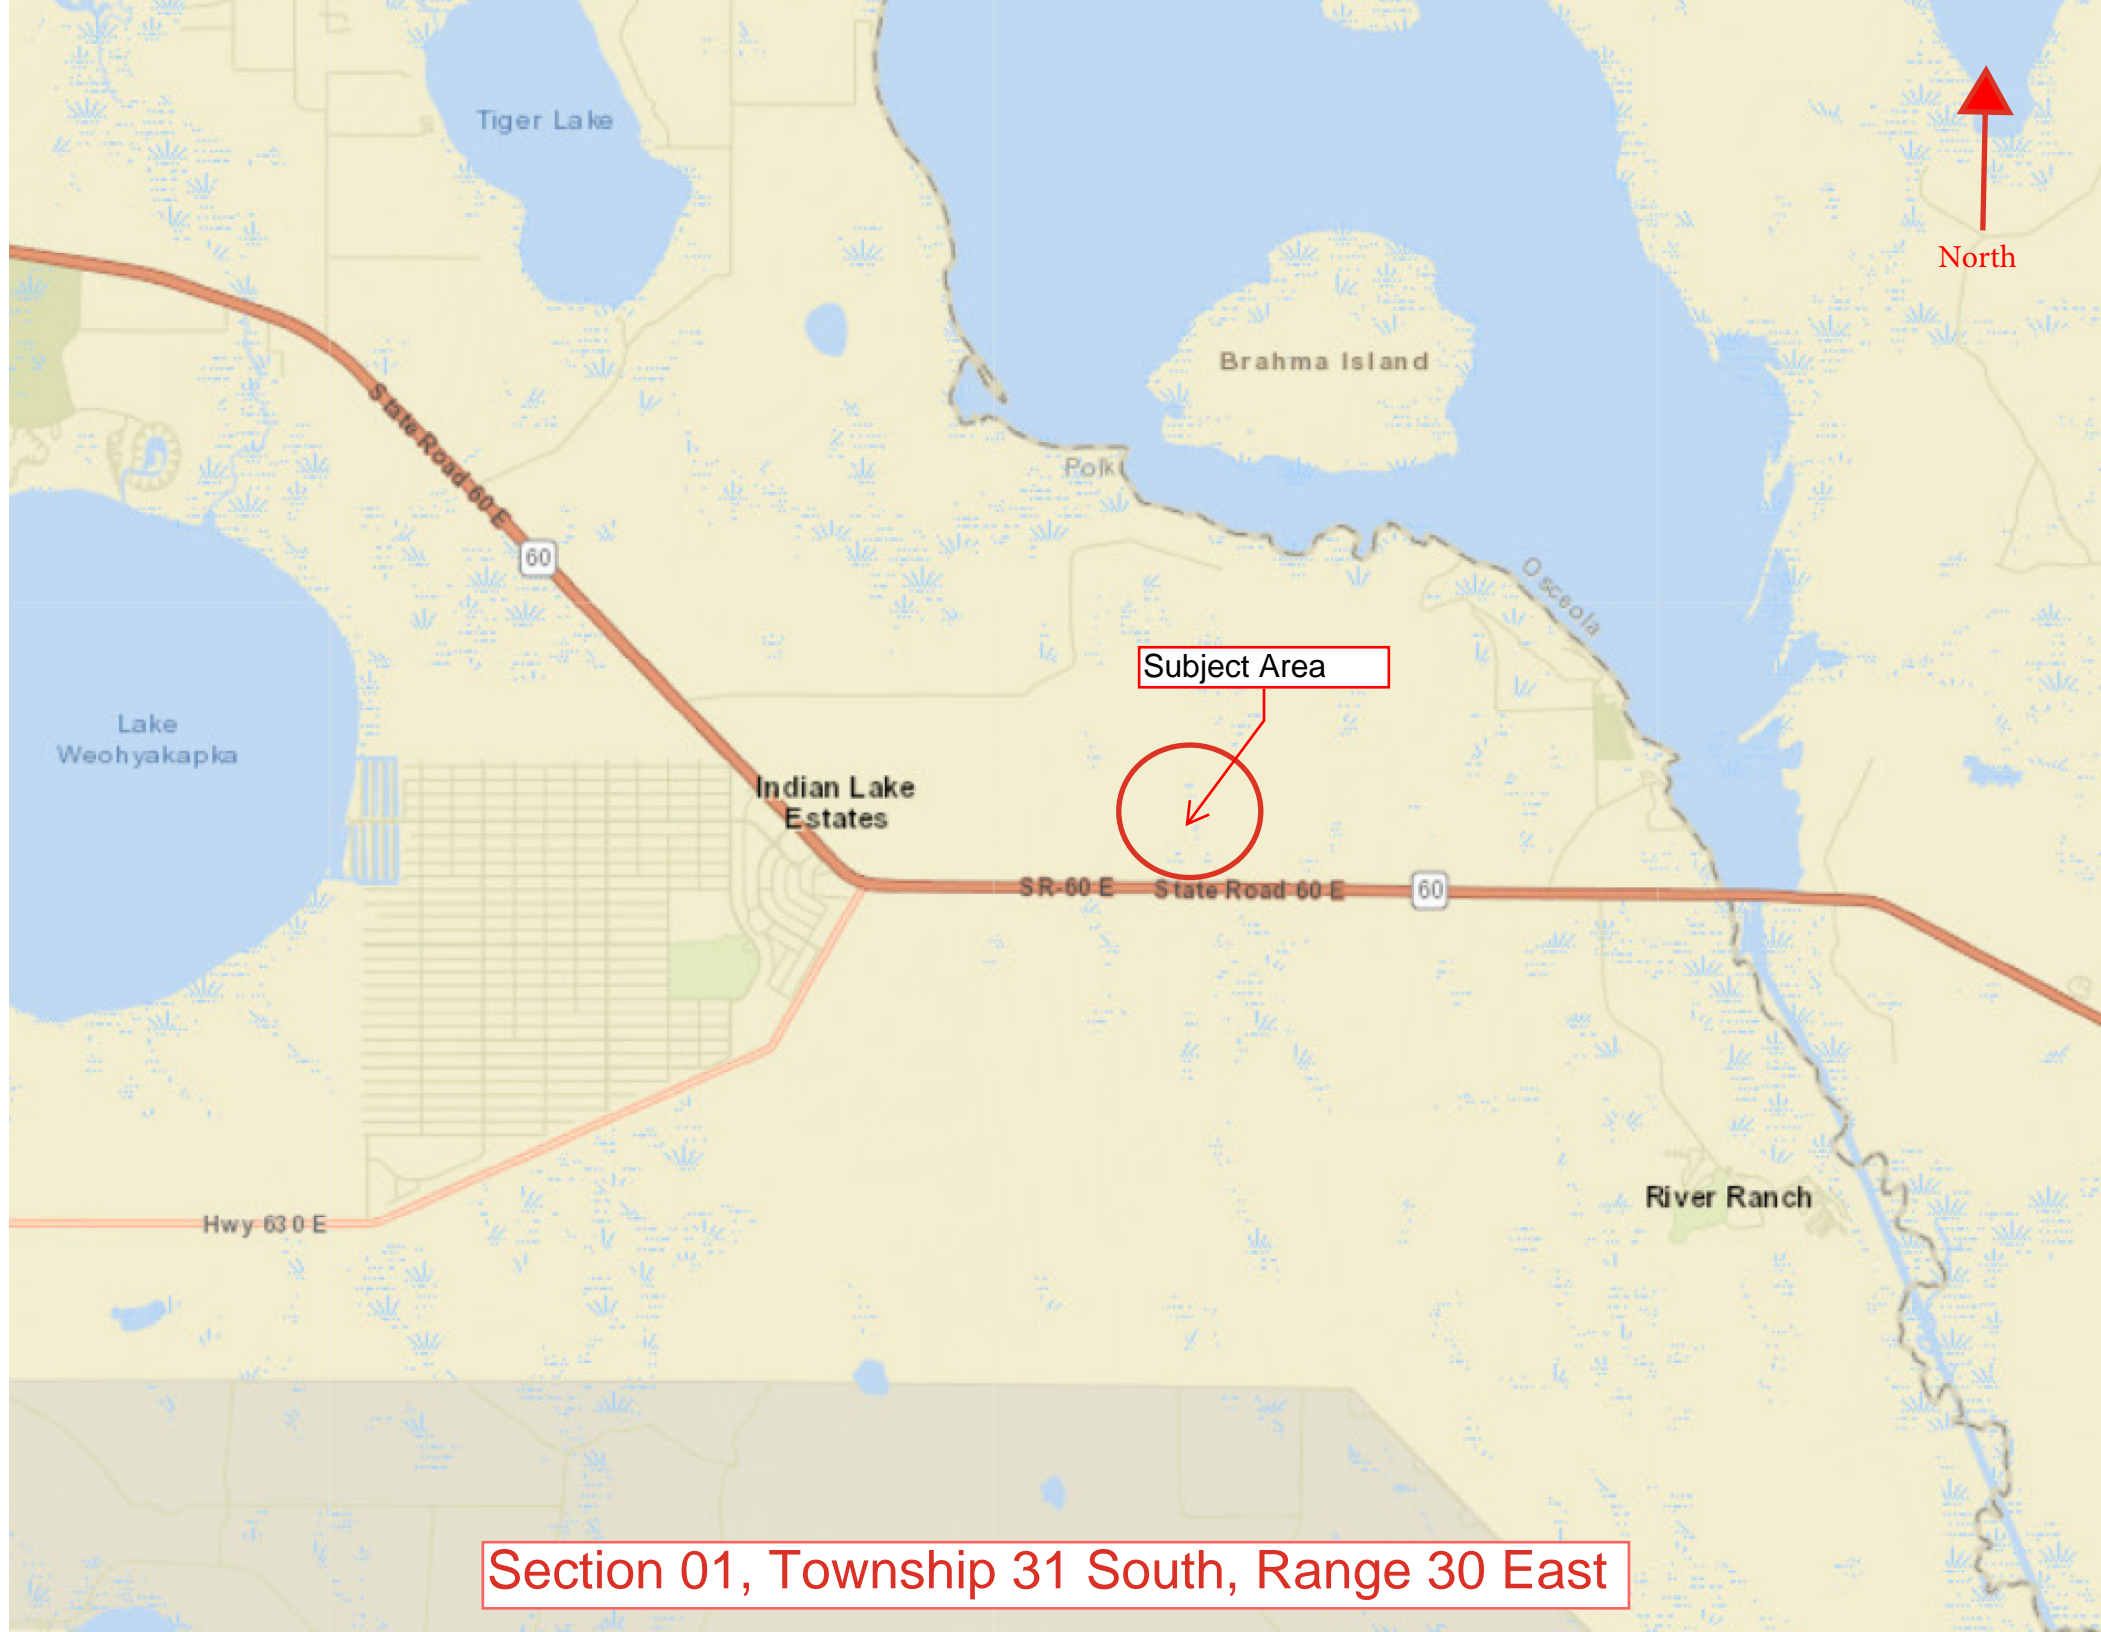 Tiger Lake
North
Brahma Island
State Road 60 E
Polk
60
Osceola
Subject Area
Lake
Weohyakapka
Indian Lake
Estates
SR-60 E
State Road 60 E
60
River Ranch
Hwy 630 E
Section 01, Township 31 South, Range 30 East